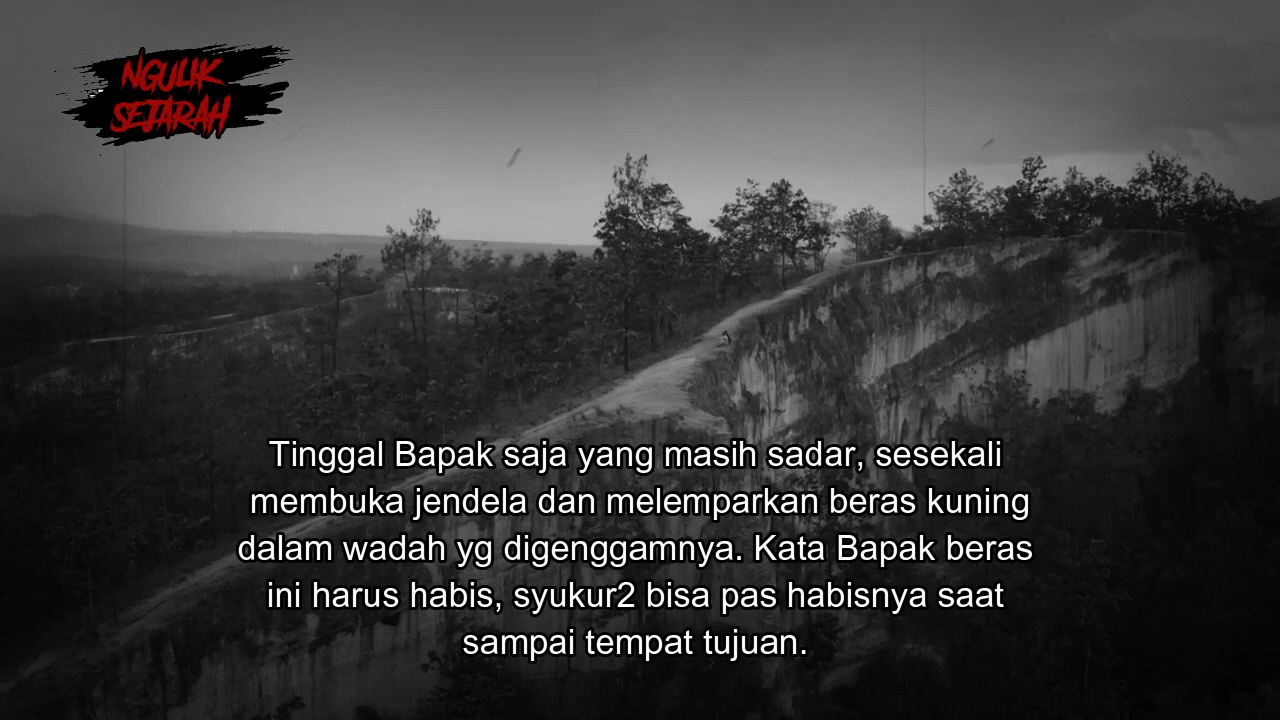 NGULIK
SEJARAH
Tinggal Bapak saja yang masih sadar, sesekali
membuka jendela dan melemparkan beras kuning
dalam wadah yg digenggamnya. Kata Bapak beras
ini harus habis, syukur2 bisa pas habisnya saat
sampai tempat tujuan.